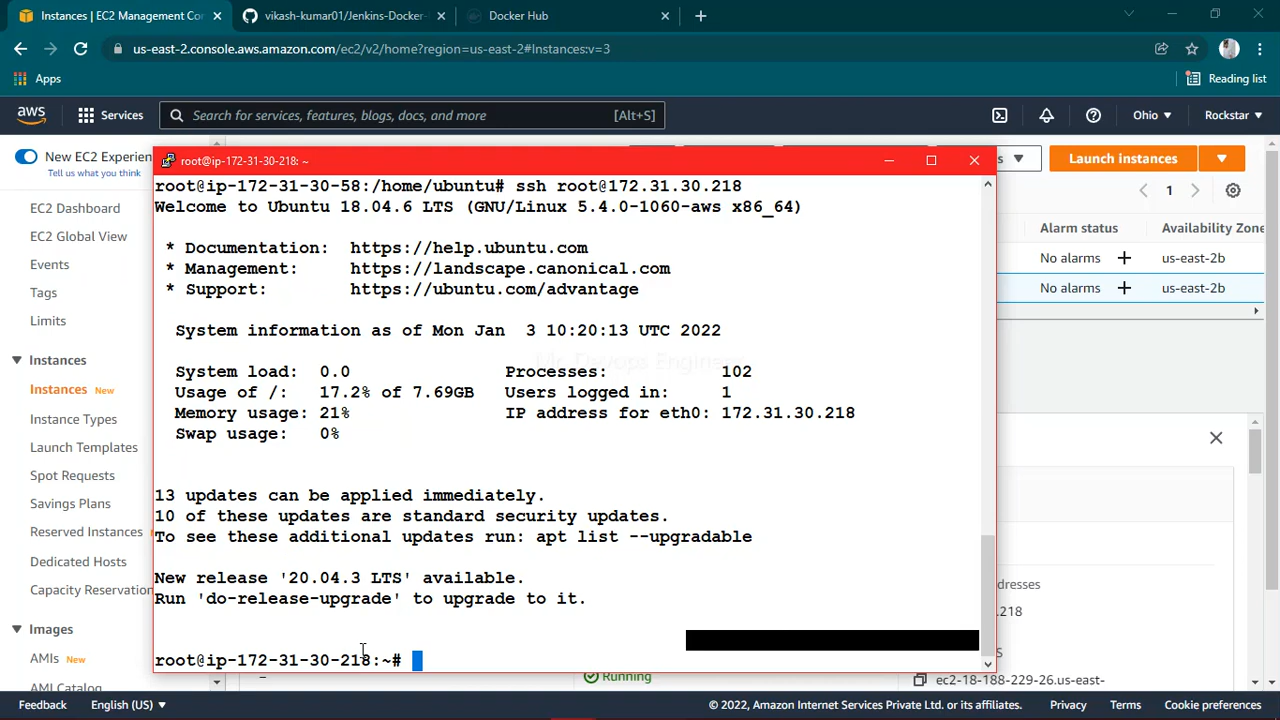 Instances | EC2 Management Co
vikash-kumar01/Jenkins-Docker-
Docker Hub
us-east-2.console.aws.amazon.com/ec2/v2/home?region=us-east-2#Instances:v=3
Apps
Reading list
aws
Services
Search for services, features, blogs, docs, and more
[Alt+S]
Ohio
Rockstar
New EC2 Experien
Tell us what you think
root@ip-172-31-30-218: ~
Launch instances
root@ip-172-31-30-58:/home/ubuntu# ssh root@172.31.30.218
Welcome to Ubuntu 18.04.6 LTS (GNU/Linux 5.4.0-1060-aws x86_64)
1
EC2 Dashboard
EC2 Global View
Events
Tags
Limits
Alarm status
Availability Zone
No alarms
us-east-2b
No alarms
us-east-2b
* Documentation: https://help.ubuntu.com
* Management: https://landscape.canonical.com
* Support: https://ubuntu.com/advantage
System information as of Mon Jan 3 10:20:13 UTC 2022
Mr. Devops Engineer
System load: 0.0
Processes: 102
Usage of /: 17.2% of 7.69GB
Users logged in: 1
Memory usage: 21%
IP address for eth0: 172.31.30.218
Swap usage: 0%
Instances
Instances New
Instance Types
Launch Templates
Spot Requests
Savings Plans
Reserved Instances
Dedicated Hosts
Capacity Reservation
13 updates can be applied immediately.
10 of these updates are standard security updates.
To see these additional updates run: apt list --upgradable
New release '20.04.3 LTS' available.
Run 'do-release-upgrade' to upgrade to it.
root@ip-172-31-30-218:~#
Images
AMIs New
AMI Catalog
dresses
.218
S
Running
ec2-18-188-229-26.us-east-
Feedback
English (US)
© 2022, Amazon Internet Services Private Ltd. or its affiliates.
Privacy
Terms
Cookie preferences